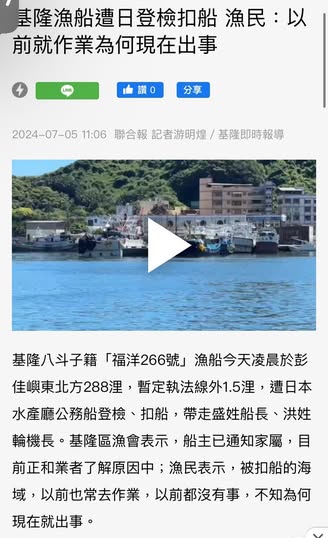 基隆漁船遭日登檢扣船 漁民：以
前就作業為何現在出事
LINE
讚 0
分享
2024-07-05 11:06 聯合報 記者游明煌 / 基隆即時報導
基隆八斗子籍「福洋266號」漁船今天凌晨於彭
佳嶼東北方288浬，暫定執法線外1.5浬，遭日本
水產廳公務船登檢、扣船，帶走盛姓船長、洪姓
輪機長。基隆區漁會表示，船主已通知家屬，目
前正和業者了解原因中；漁民表示，被扣船的海
域，以前也常去作業，以前都沒有事，不知為何
現在就出事。